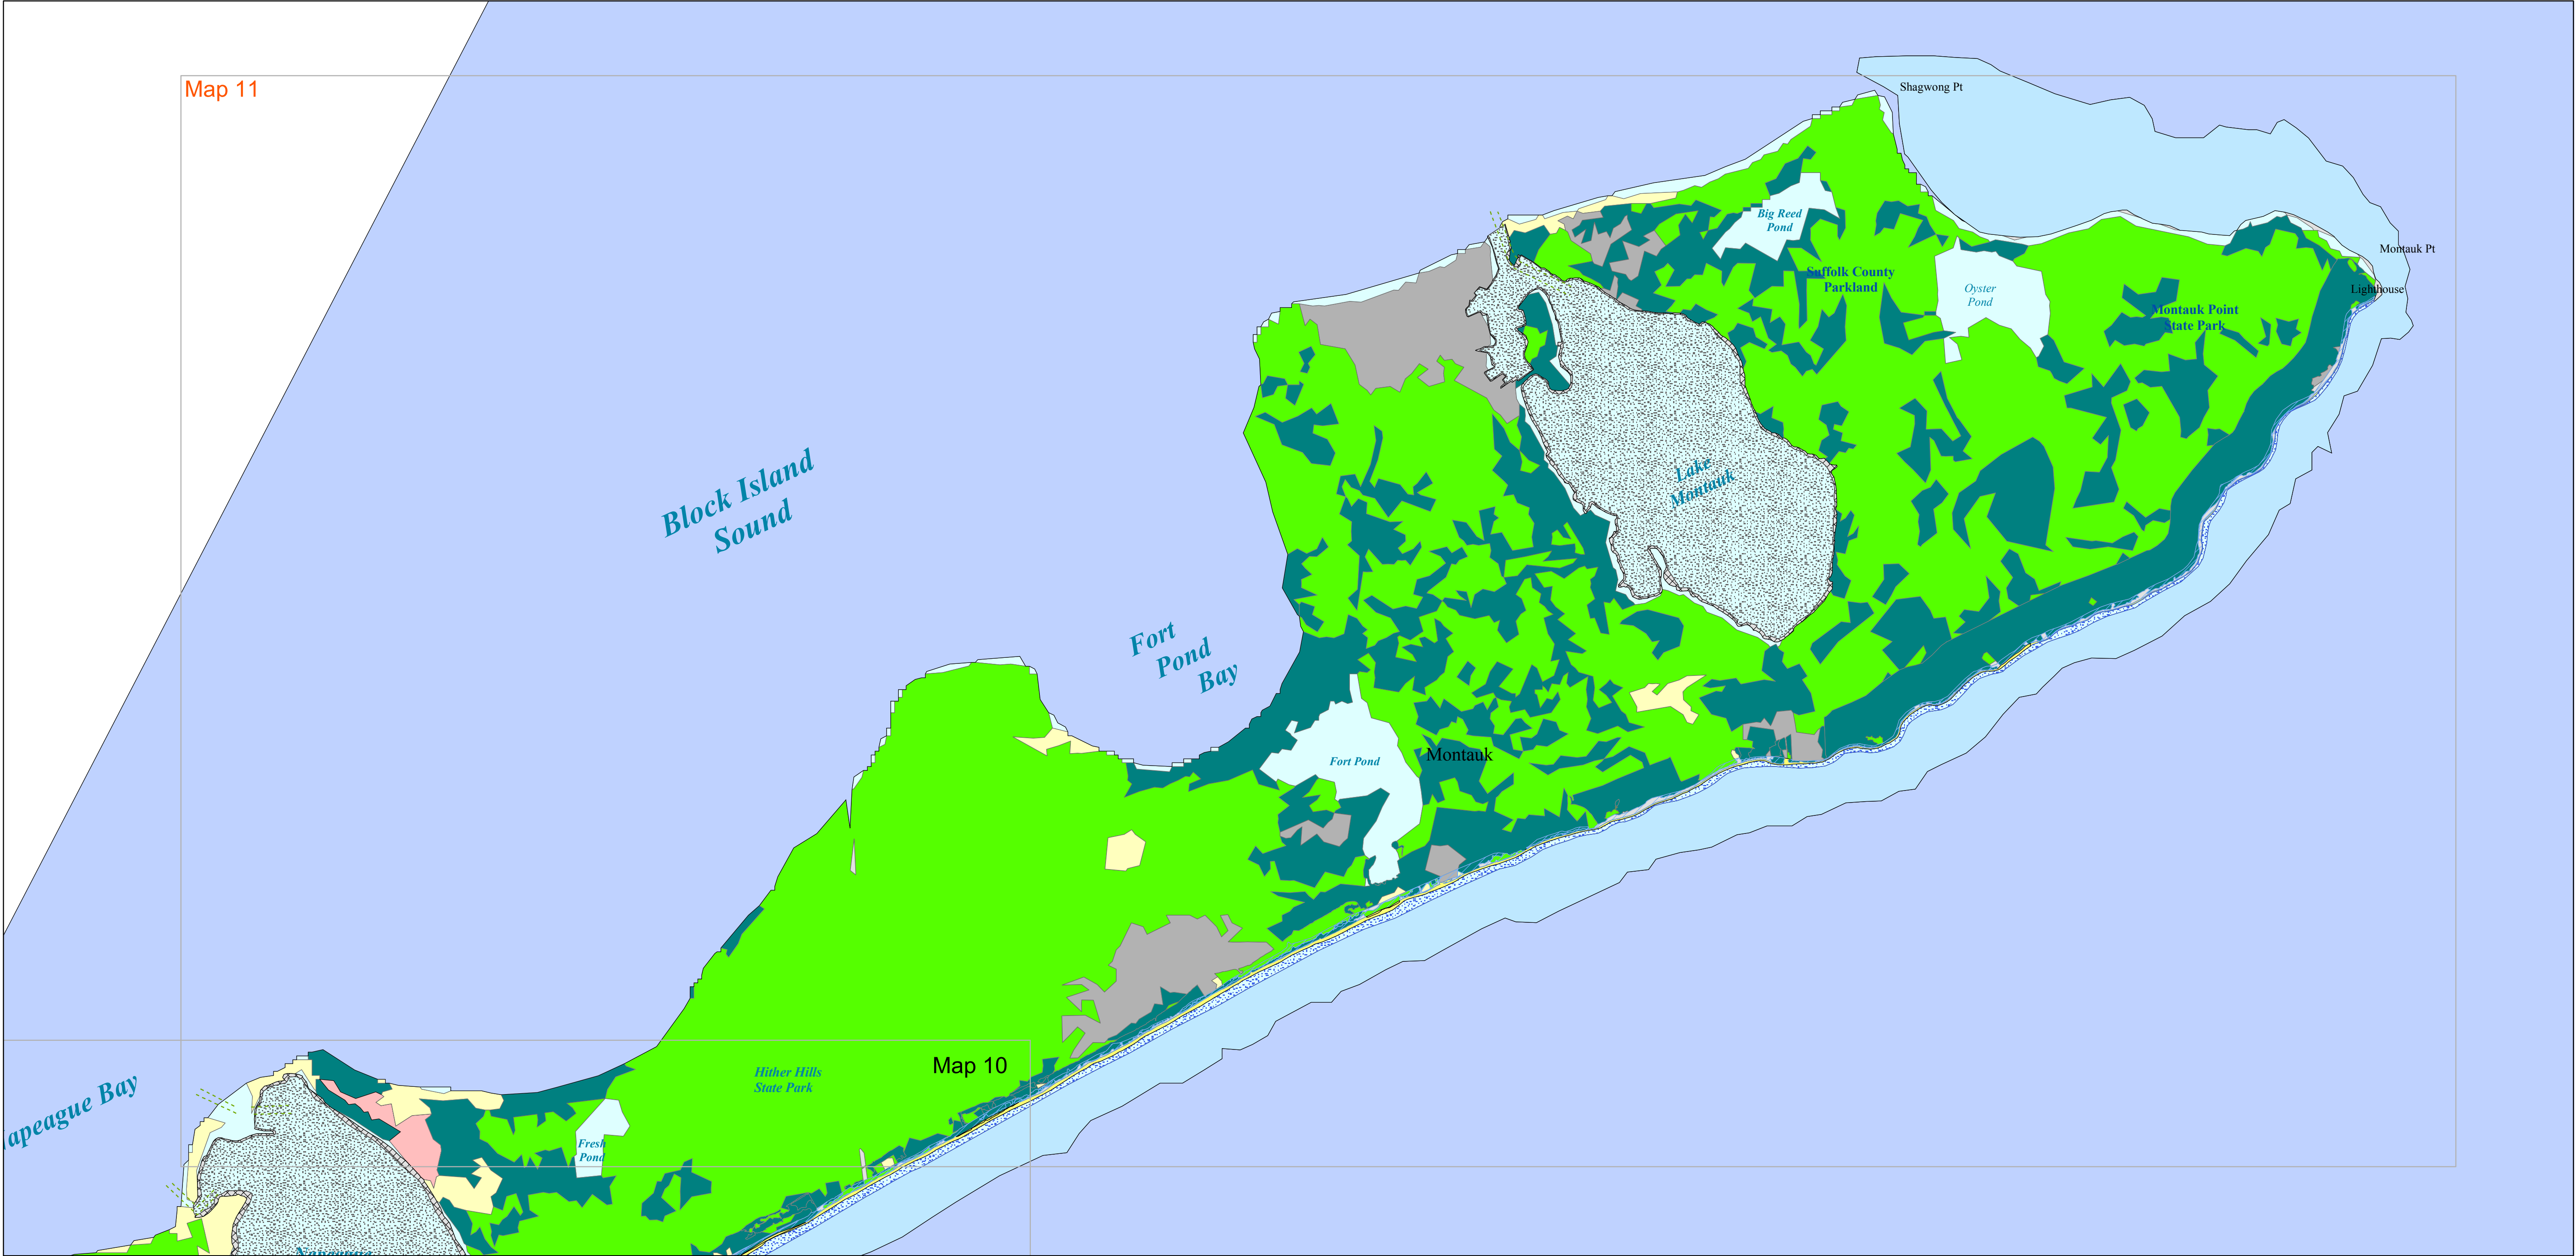 Map 11
Shagwong Pt
Big Reed
Pond
Montauk Pt
Suffolk County
Parkland
Oyster
Pond
Lighthouse
Montauk Point
State Park
Block Island
Sound
Lake
Montauk
Fort
Pond
Bay
Montauk
Fort Pond
Map 10
Hither Hills
State Park
apeague Bay
Fresh
Pond